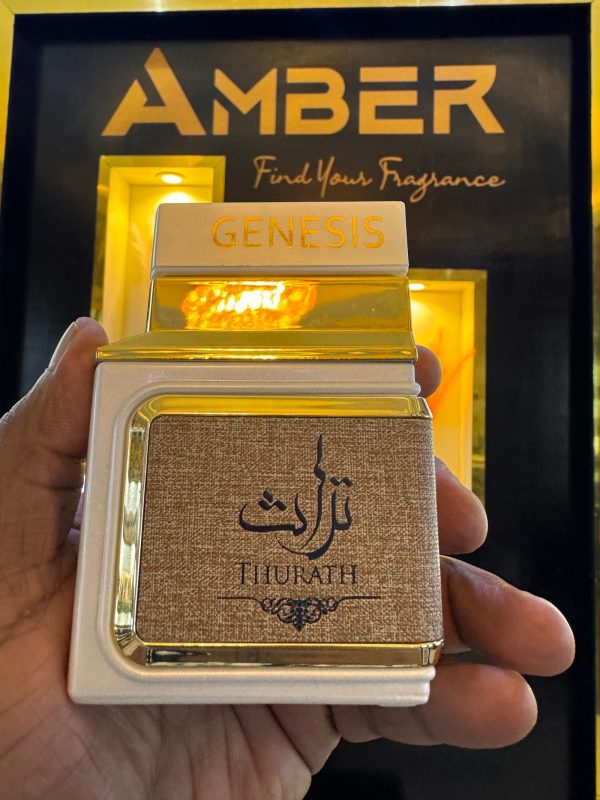 AMBER
Find Your Fragrance
GENESIS
تراث
THURATH